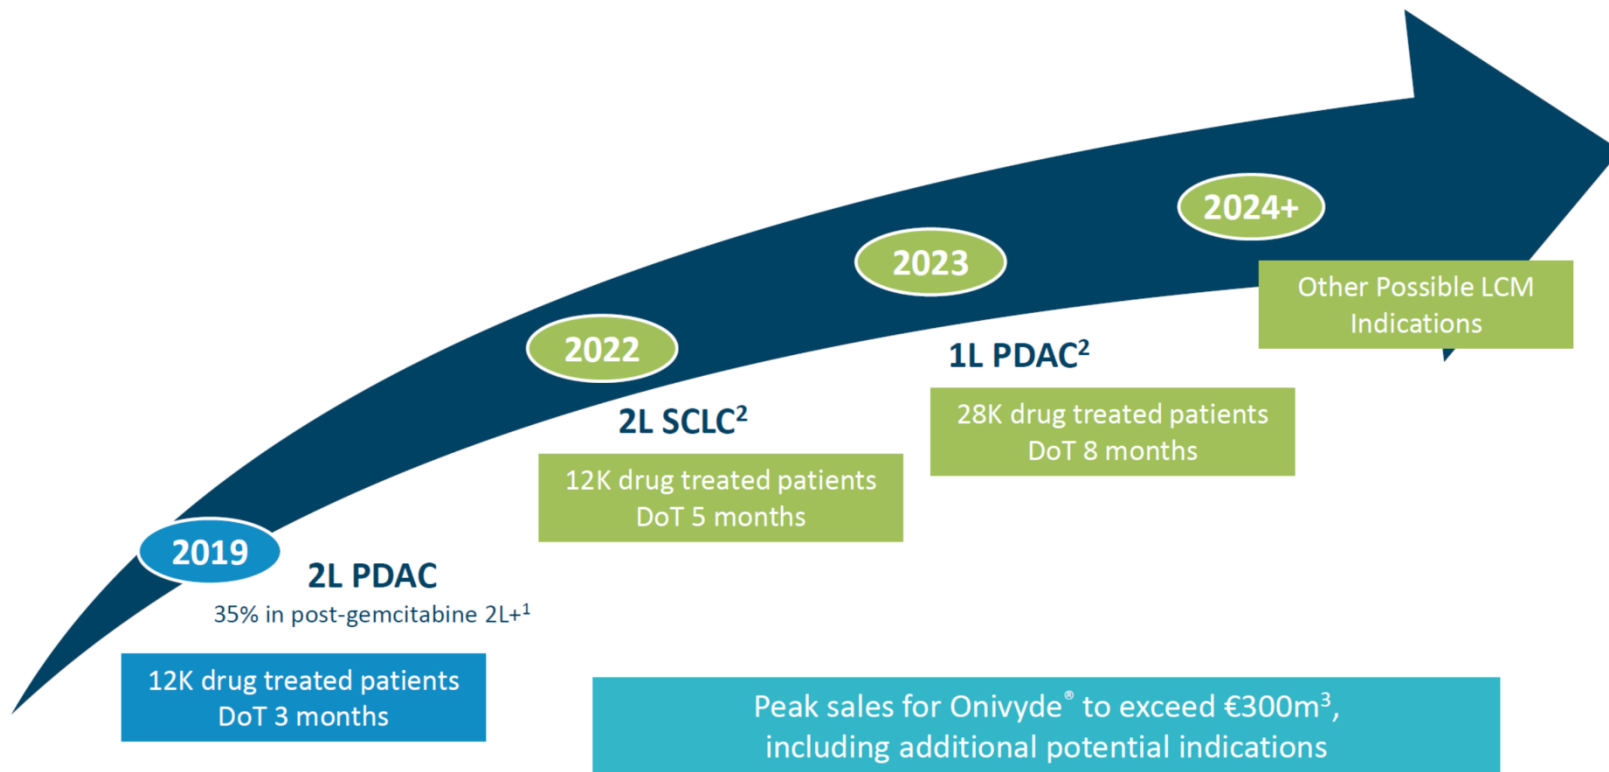 2019
2L PDAC
35% in post-gemcitabine 2L+¹
12K drug treated patients
DoT 3 months
2022
2L SCLC²
12K drug treated patients
DoT 5 months
2023
1L PDAC²
28K drug treated patients
DoT 8 months
2024+
Other Possible LCM
Indications
Peak sales for Onivyde® to exceed €300m³,
including additional potential indications